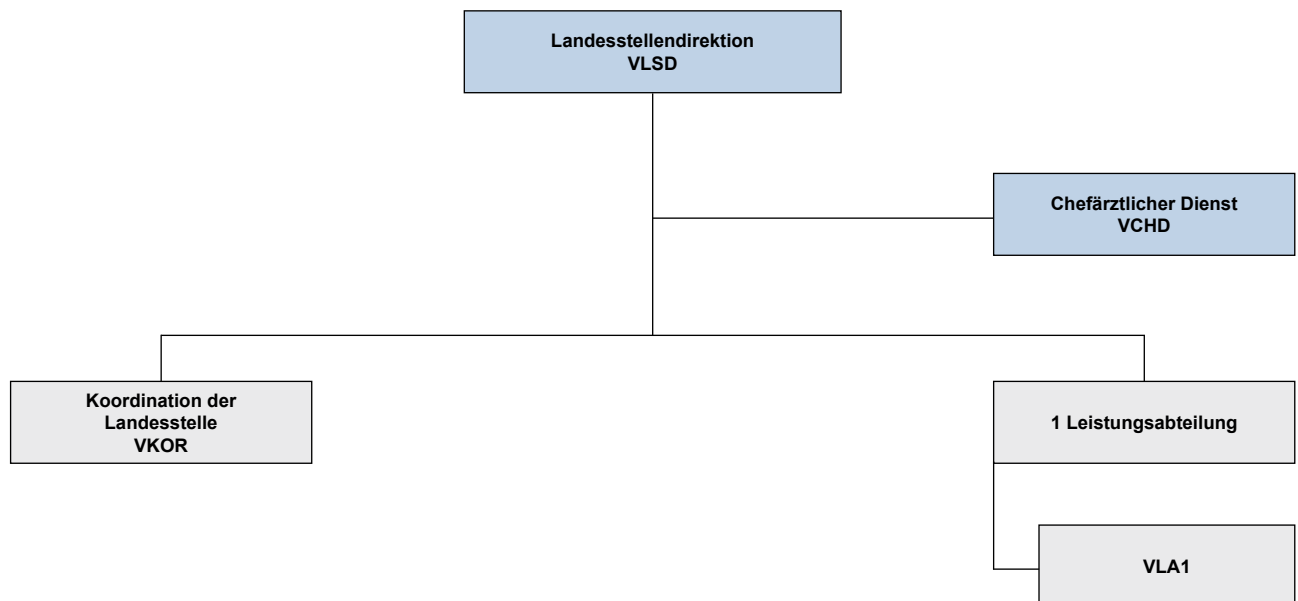 Landesstellendirektion
VLSD
Chefärztlicher Dienst
VCHD
Koordination der
Landesstelle
VKOR
1 Leistungsabteilung
VLA1